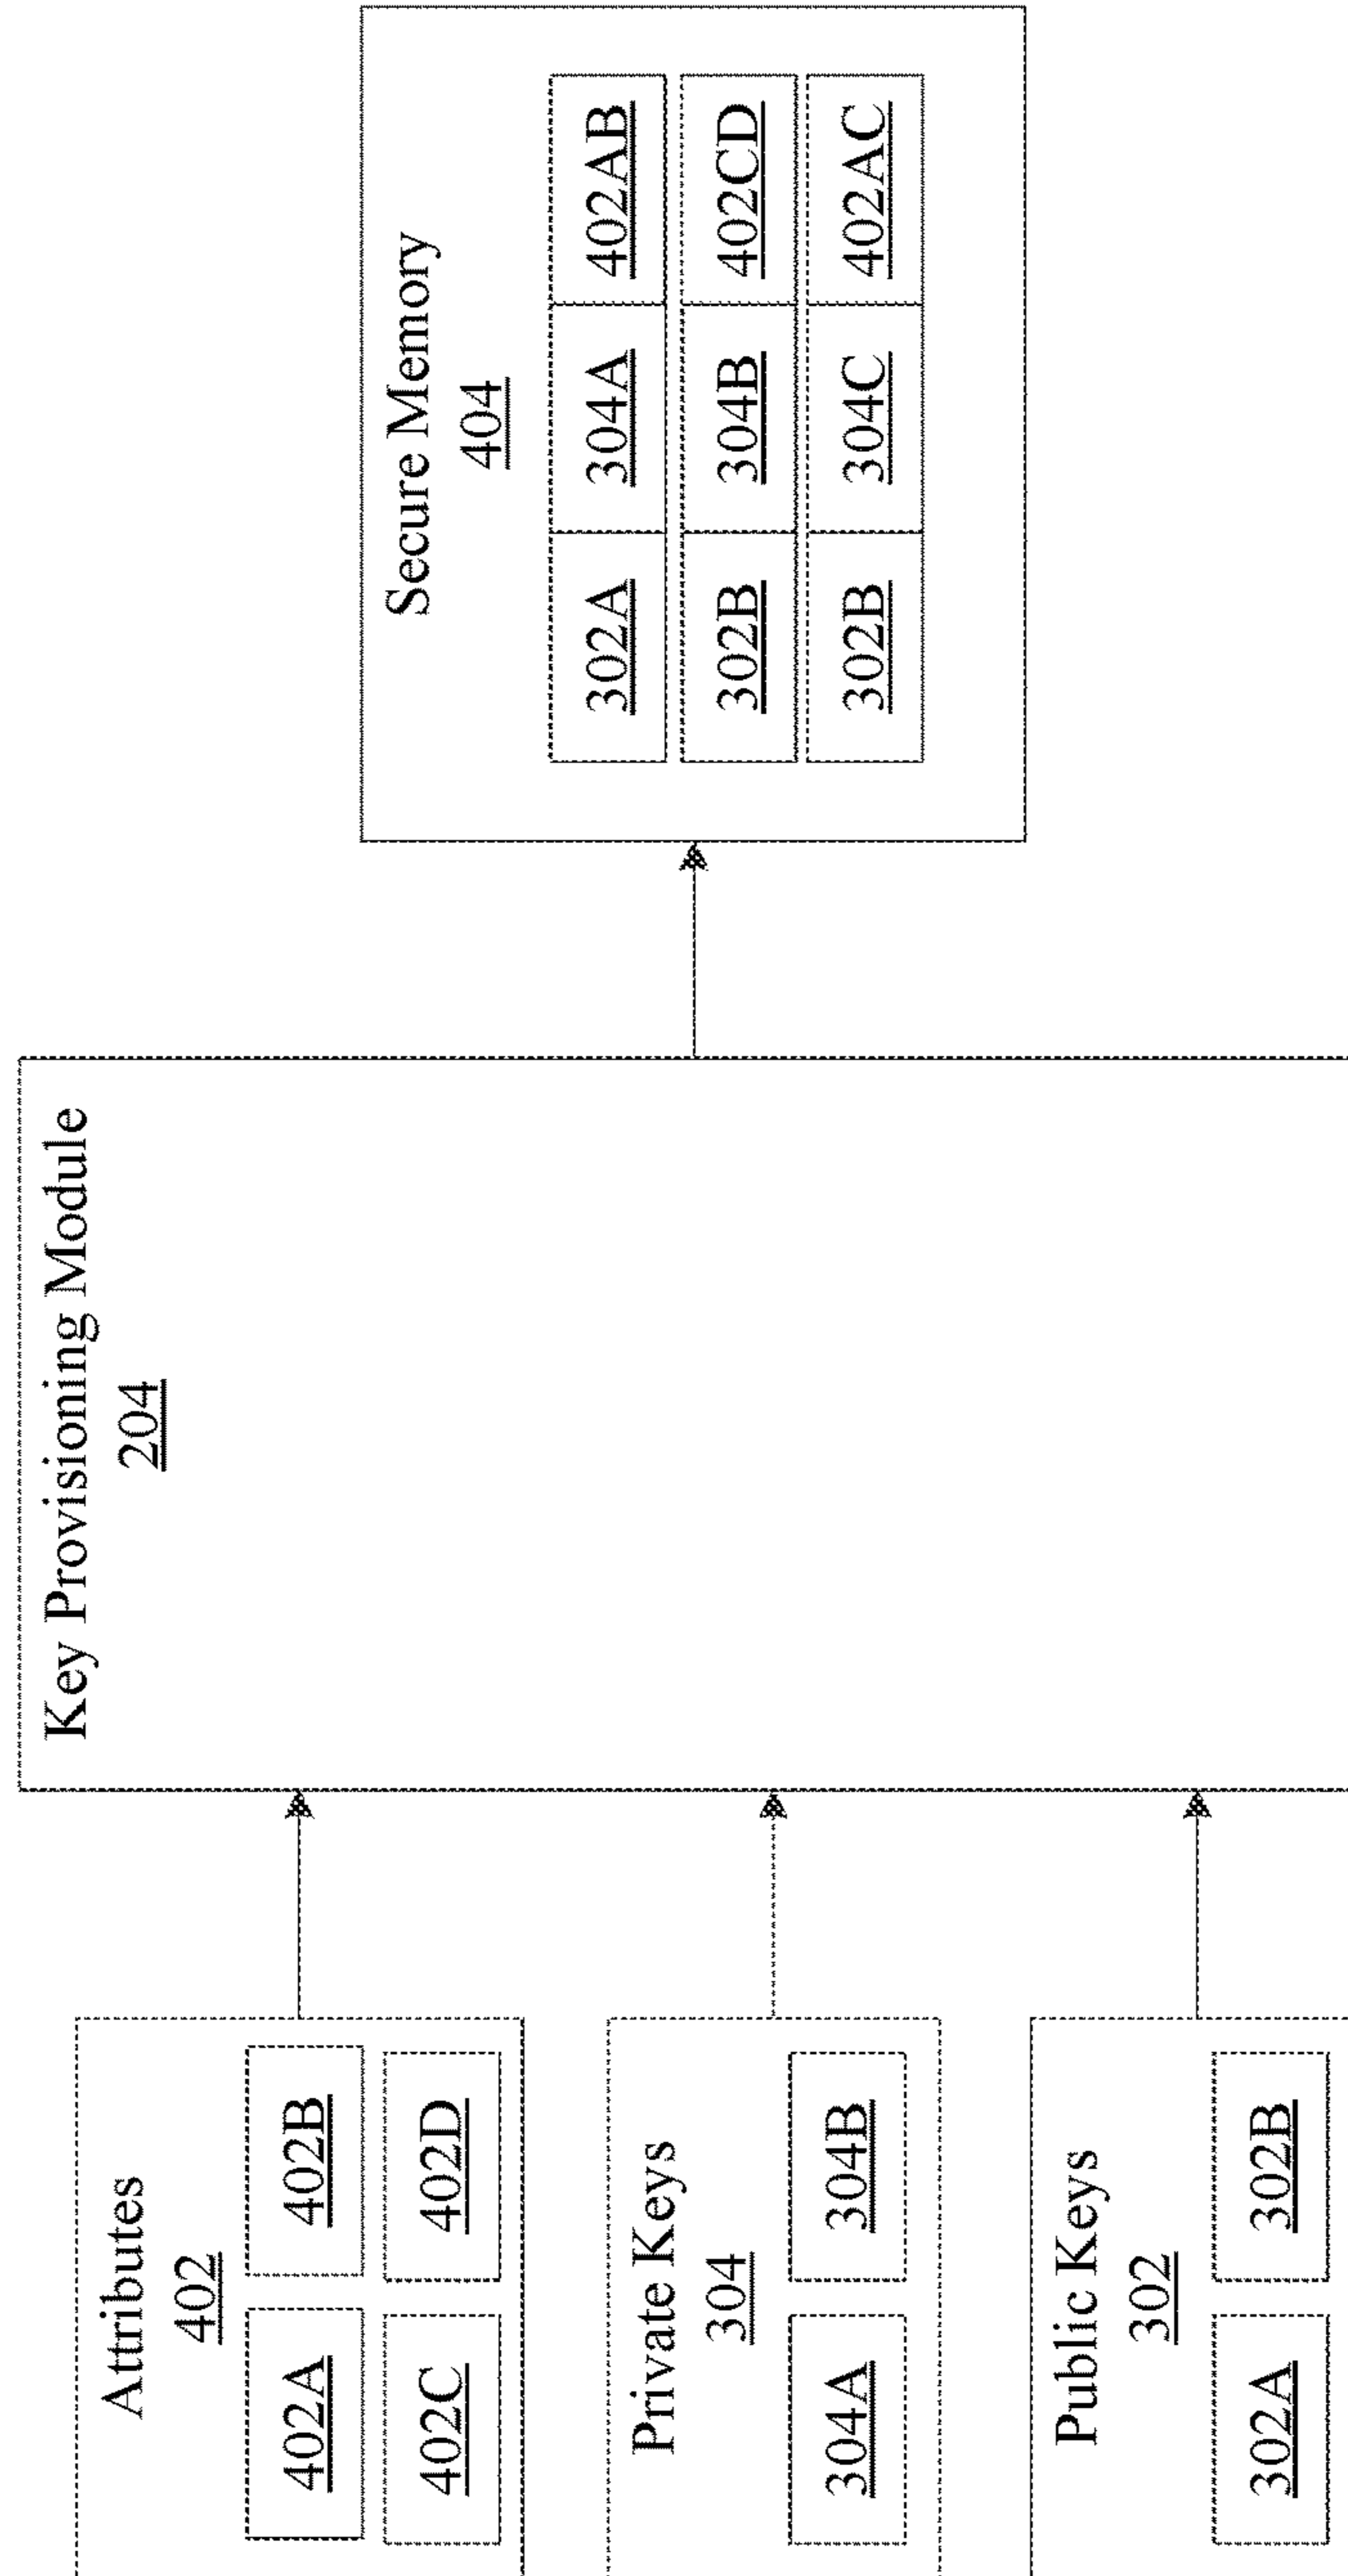 Attributes
402
402A 402B
402C 402D
Private Keys
304
304A 304B
Public Keys
302
302A 302B
Key Provisioning Module
204
Secure Memory
404
302A 304A 402AB
302B 304B 402CD
302B 304C 402AC